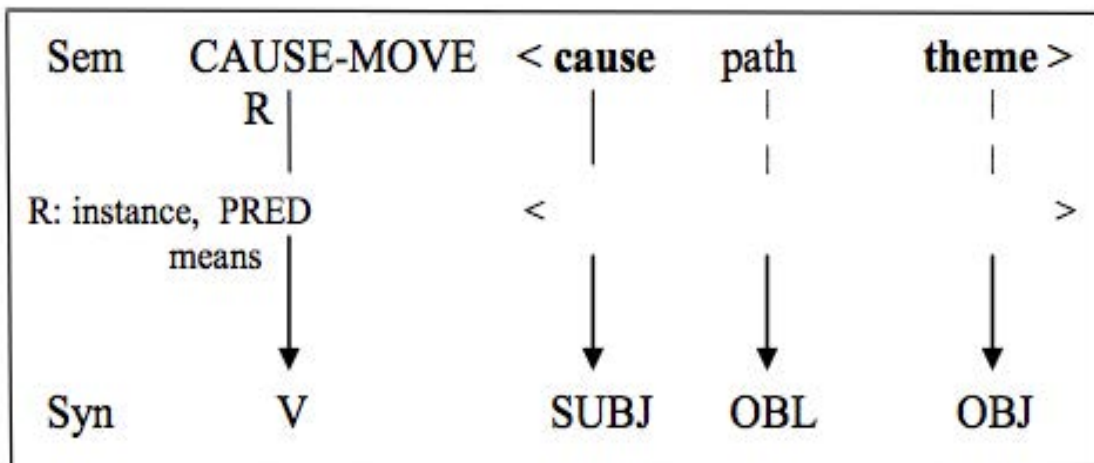 Sem CAUSE-MOVE < cause path theme >
R
R: instance, PRED < >
means
Syn V SUBJ OBL OBJ